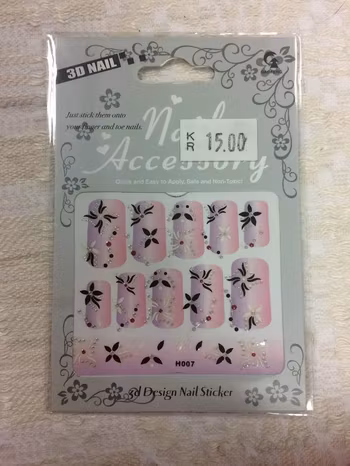 3D NAIL
Just stick them onto
your finger and toe nails.
Nail
Accessory
KR 15.00
Quick and Easy to Apply, Safe and Non-Toxic!
H007
3d Design Nail Sticker